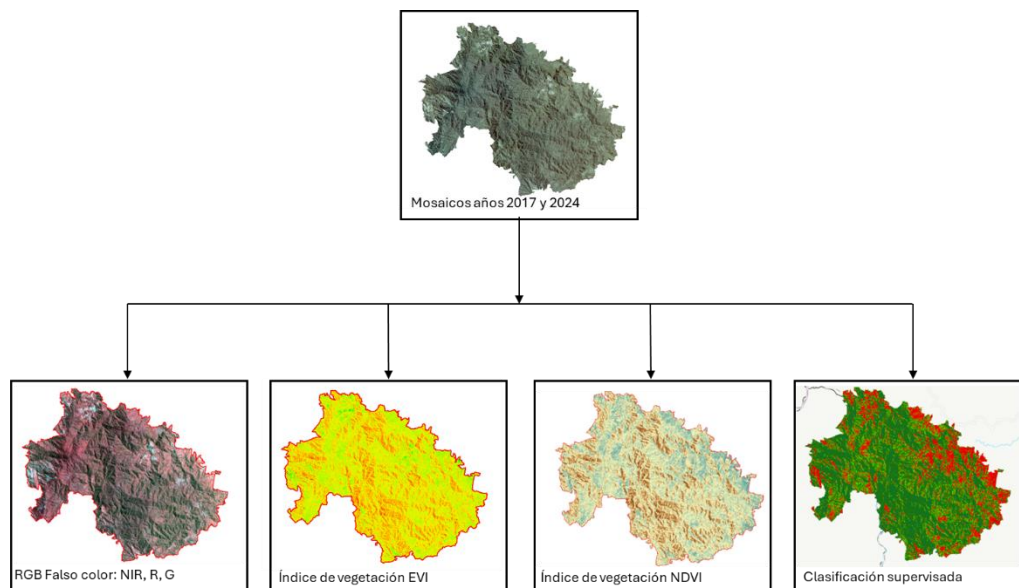 Mosaicos años 2017 y 2024
RGB Falso color: NIR, R, G
Índice de vegetación EVI
Índice de vegetación NDVI
Clasificación supervisada